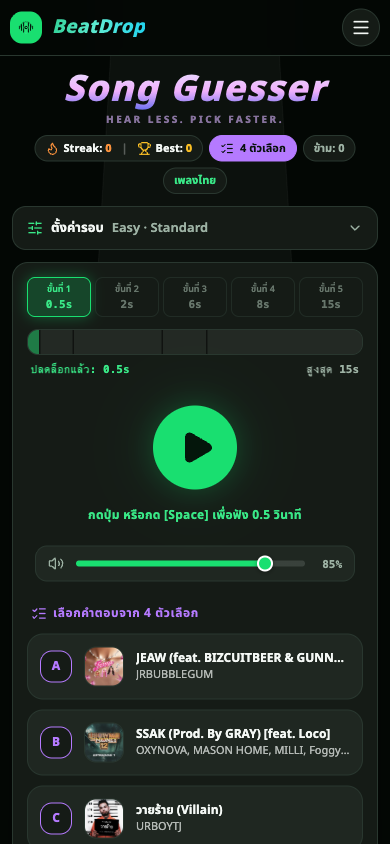 BeatDrop
Song Guesser
HEAR LESS. PICK FASTER.
Streak: 0 | Best: 0
4 ตัวเลือก
ข้าม: 0
เพลงไทย
ตั้งค่ารอบ Easy · Standard
ขั้นที่ 1 ขั้นที่ 2 ขั้นที่ 3 ขั้นที่ 4 ขั้นที่ 5
0.5s 2s 6s 8s 15s
ปลดล็อกแล้ว: 0.5s สูงสุด 15s
กดปุ่ม หรือกด [Space] เพื่อฟัง 0.5 วินาที
85%
เลือกคำตอบจาก 4 ตัวเลือก
A
JEAW (feat. BIZCUITBEER & GUNN...
JRBUBBLEGUM
B
SSAK (Prod. By GRAY) [feat. Loco]
OXYNOVA, MASON HOME, MILLI, Foggy...
C
วายร้าย (Villain)
URBOYTJ